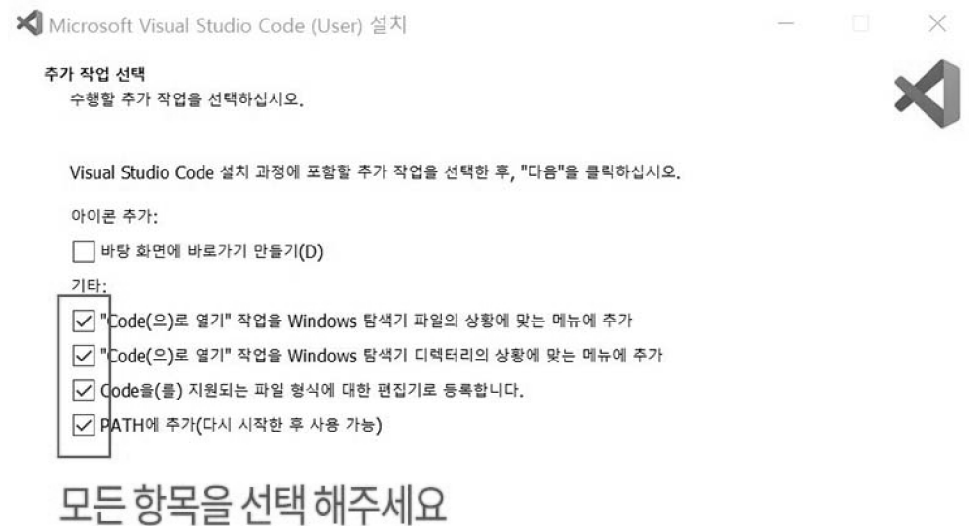 Microsoft Visual Studio Code (User) 설치
추가 작업 선택
수행할 추가 작업을 선택하십시오.
Visual Studio Code 설치 과정에 포함할 추가 작업을 선택한 후, "다음"을 클릭하십시오.
아이콘 추가:
바탕 화면에 바로가기 만들기(D)
기타:
"Code(으)로 열기" 작업을 Windows 탐색기 파일의 상황에 맞는 메뉴에 추가
"Code(으)로 열기" 작업을 Windows 탐색기 디렉터리의 상황에 맞는 메뉴에 추가
Code을(를) 지원되는 파일 형식에 대한 편집기로 등록합니다.
PATH에 추가(다시 시작한 후 사용 가능)
모든 항목을 선택 해주세요